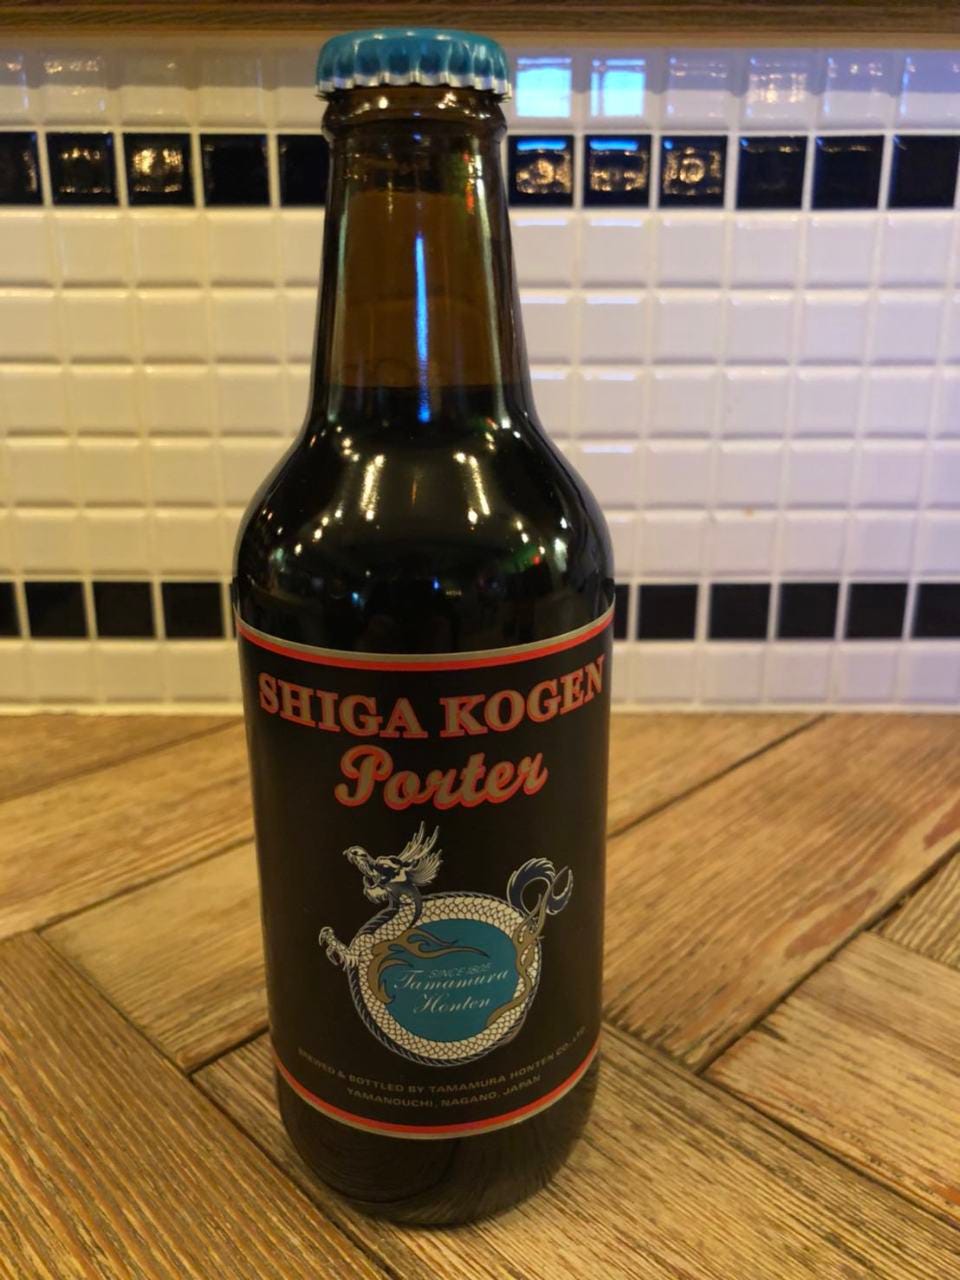 SHIGA KOGEN
Porter
SINCE 1805
Tamamura
Honten
BREWED & BOTTLED BY TAMAMURA HONTEN CO., LTD
YAMANOUCHI, NAGANO, JAPAN